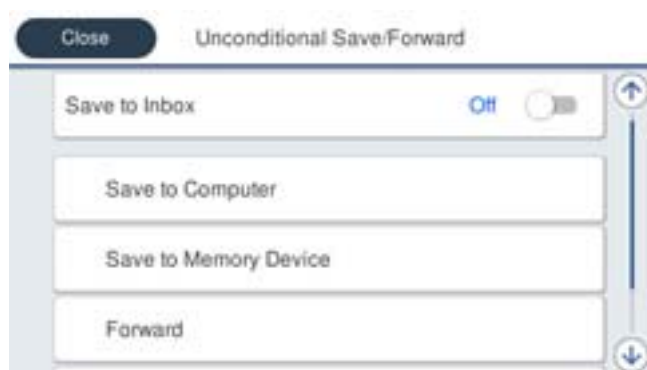 Close
Unconditional Save/Forward
Save to Inbox
Off
Save to Computer
Save to Memory Device
Forward